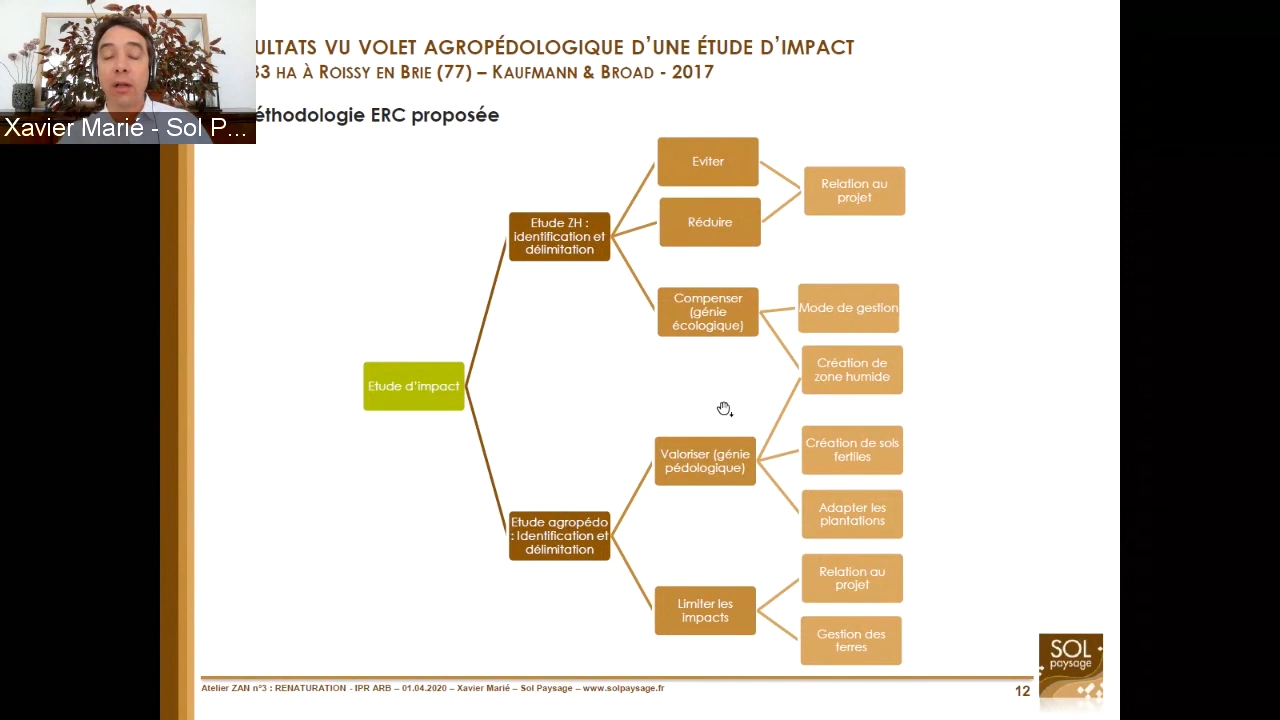 ULTATS VU VOLET AGROPÉDOLOGIQUE D'UNE ÉTUDE D'IMPACT
33 HA À ROISSY EN BRIE (77) – KAUFMANN & BROAD - 2017
éthodologie ERC proposée
Xavier Marié - Sol P...
Eviter
Relation au
projet
Réduire
Etude ZH :
identification et
délimitation
Compenser
(génie
écologique)
Mode de gestion
Création de
zone humide
Etude d'impact
Valoriser (génie
pédologique)
Création de sols
fertiles
Adapter les
plantations
Etude agropédo
: Identification et
délimitation
Limiter les
impacts
Relation au
projet
Gestion des
terres
SOL
paysage
Atelier ZAN n°3 : RENATURATION - IPR ARB – 01.04.2020 – Xavier Marié – Sol Paysage – www.solpaysage.fr
12